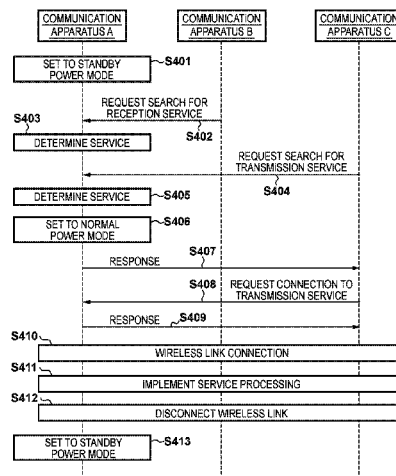 COMMUNICATION APPARATUS A
COMMUNICATION APPARATUS B
COMMUNICATION APPARATUS C
SET TO STANDBY POWER MODE
S401
REQUEST SEARCH FOR RECEPTION SERVICE
S402
S403
DETERMINE SERVICE
REQUEST SEARCH FOR TRANSMISSION SERVICE
S404
DETERMINE SERVICE
S405
SET TO NORMAL POWER MODE
S406
RESPONSE
S407
S408
REQUEST CONNECTION TO TRANSMISSION SERVICE
RESPONSE
S409
S410
WIRELESS LINK CONNECTION
S411
IMPLEMENT SERVICE PROCESSING
S412
DISCONNECT WIRELESS LINK
SET TO STANDBY POWER MODE
S413